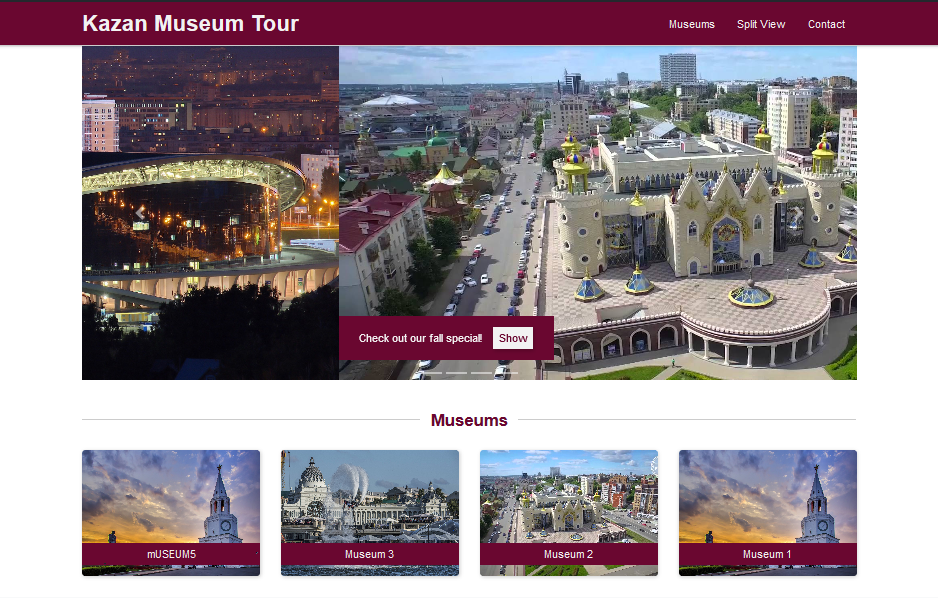 Kazan Museum Tour
Museums Split View Contact
Check out our fall special! Show
Museums
mUSEUM5 Museum 3 Museum 2 Museum 1